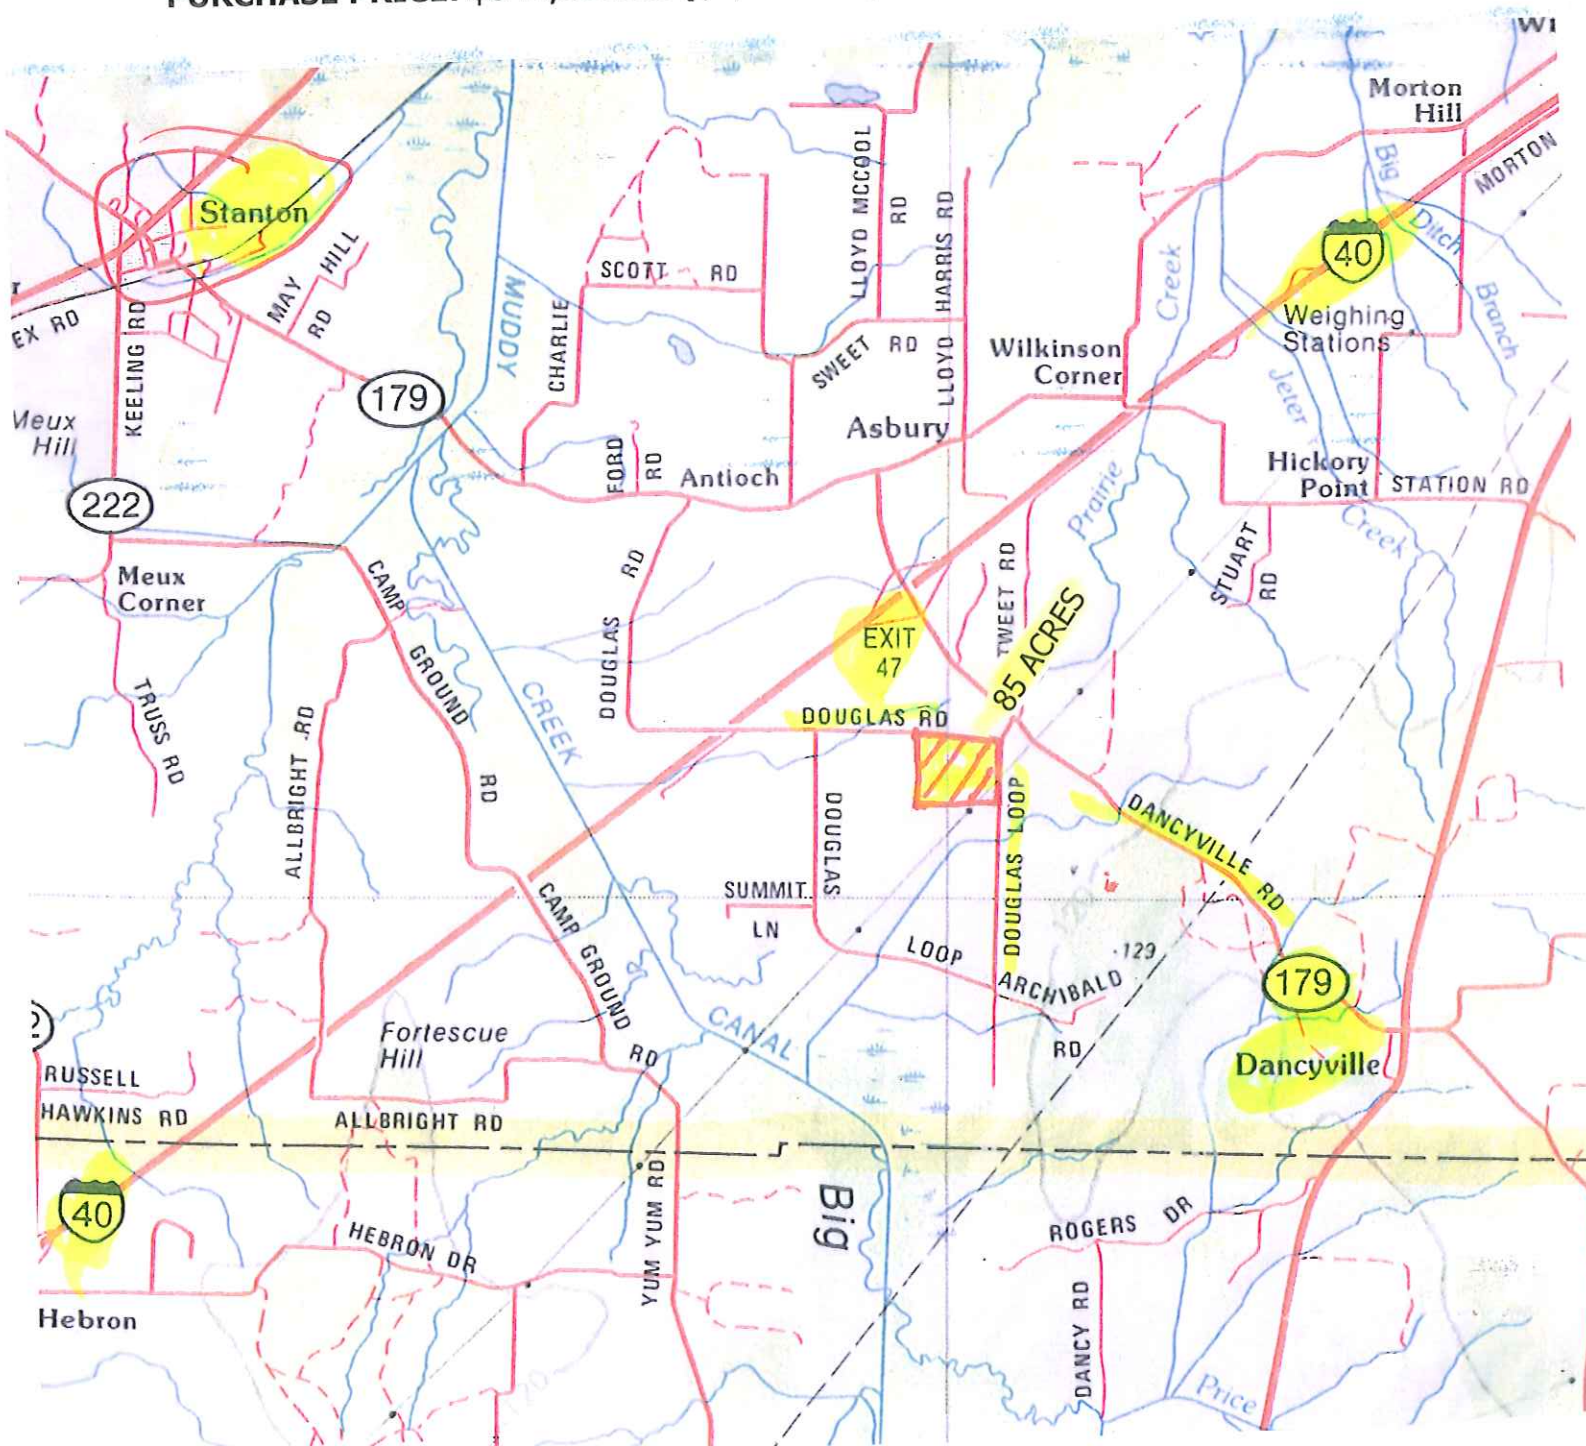 PURCHASE PRICE:
Morton
Hill
MORTON
Stanton
MAY HILL
RD
EX RD
KEELING RD
179
Meux
Hill
222
Meux
Corner
TRUSS RD
MUDDY
CREEK
CANAL
Big
SCOTT RD
CHARLIE
LLOYD MCCOOL
RD
LLOYD HARRIS RD
LLOYD
SWEET RD
Asbury
FORD
RD
Antioch
Wilkinson
Corner
Creek
Prairie
40
Weighing
Stations
Big
Ditch
Branch
Jeter
Creek
Hickory
Point
STATION RD
STUART
RD
TWEET RD
85 ACRES
EXIT
47
DOUGLAS RD
DOUGLAS RD
DOUGLAS
LOOP
DOUGLAS LOOP
SUMMIT
LN
ARCHIBALD
RD
129
DANCYVILLE RD
179
Dancyville
CAMP GROUND RD
CAMP GROUND RD
ALLBRIGHT RD
Fortescue
Hill
RUSSELL
HAWKINS RD
ALLBRIGHT RD
40
Hebron
HEBRON DR
YUM YUM RD
ROGERS DR
DANCY RD
Price